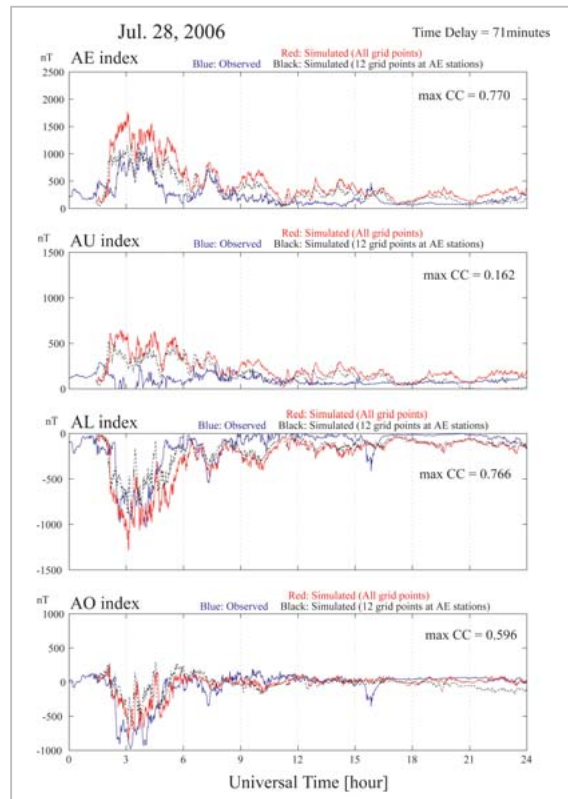 Jul. 28, 2006
Time Delay = 71minutes
nT
AE index
Red: Simulated (All grid points)
Blue: Observed Black: Simulated (12 grid points at AE stations)
2500
2000
1500
1000
500
0
max CC = 0.770
nT
AU index
Red: Simulated (All grid points)
Blue: Observed Black: Simulated (12 grid points at AE stations)
1500
1000
500
0
max CC = 0.162
nT
AL index
Red: Simulated (All grid points)
Blue: Observed Black: Simulated (12 grid points at AE stations)
0
-500
-1000
-1500
max CC = 0.766
nT
AO index
Red: Simulated (All grid points)
Blue: Observed Black: Simulated (12 grid points at AE stations)
1000
500
0
-500
-1000
max CC = 0.596
0 3 6 9 12 15 18 21 24
Universal Time [hour]